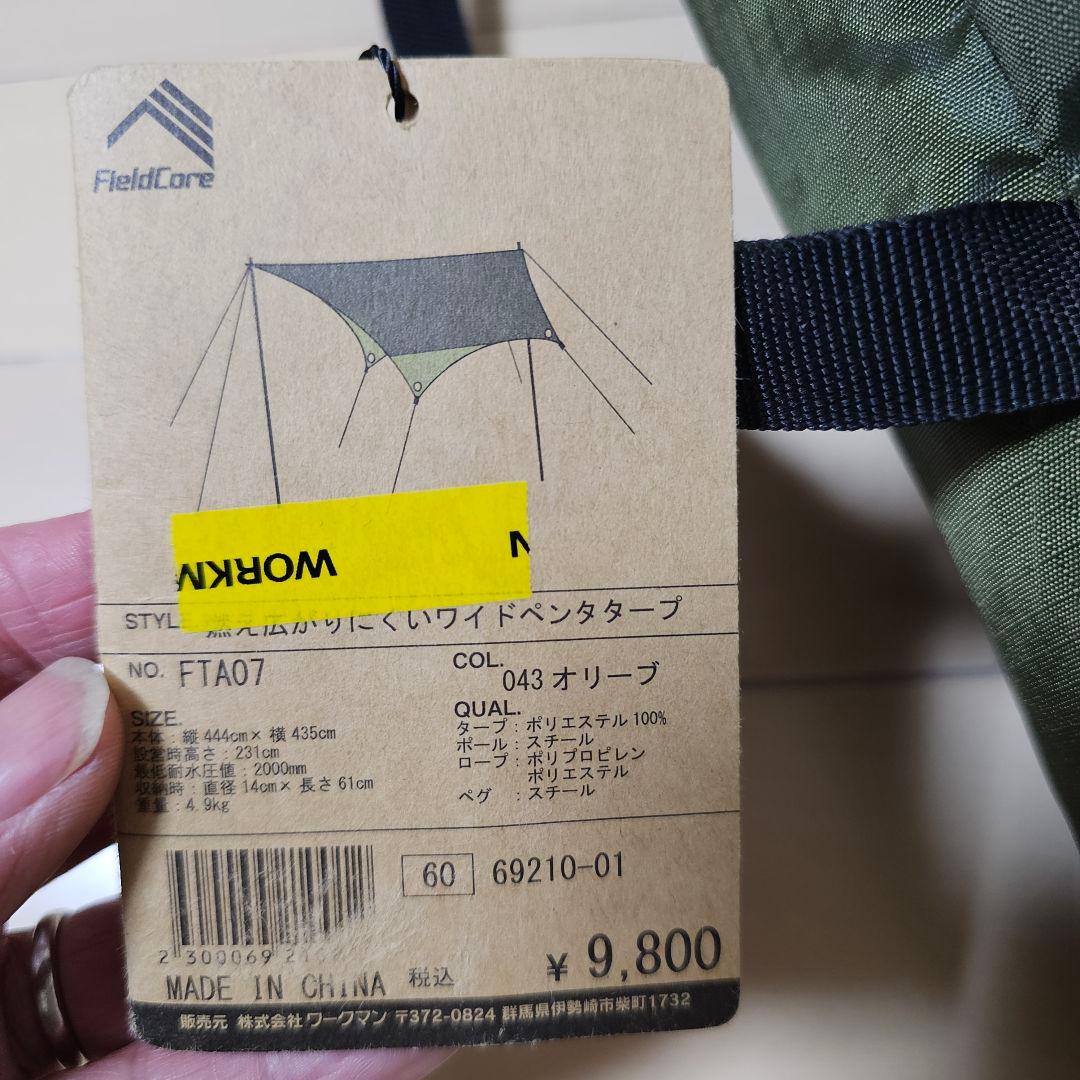 FieldCore
WORKM
N
STYLE 燃え広がりにくいワイドペンタタープ
NO. FTA07
COL. 043 オリーブ
SIZE.
本体：縦 444cm× 横 435cm
設営時高さ：231cm
最低耐水圧値：2000mm
収納時：直径 14cm× 長さ 61cm
重量：4.9kg
QUAL.
タープ：ポリエステル 100%
ポール：スチール
ロープ：ポリプロピレン
ポリエステル
ペグ ：スチール
60 69210-01
2 300069
MADE IN CHINA 税込 ¥ 9,800
販売元 株式会社ワークマン 〒372-0824 群馬県伊勢崎市柴町1732